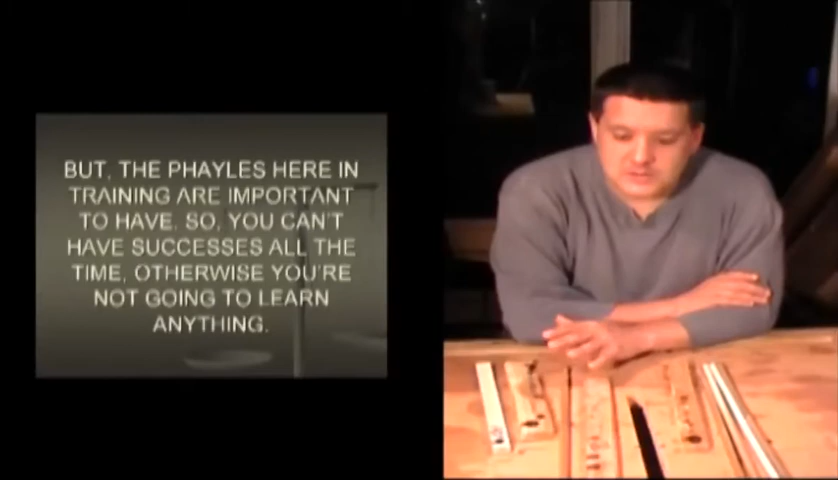 BUT, THE PHAYLES HERE IN
TRAINING ARE IMPORTANT
TO HAVE. SO, YOU CAN'T
HAVE SUCCESSES ALL THE
TIME, OTHERWISE YOU'RE
NOT GOING TO LEARN
ANYTHING.